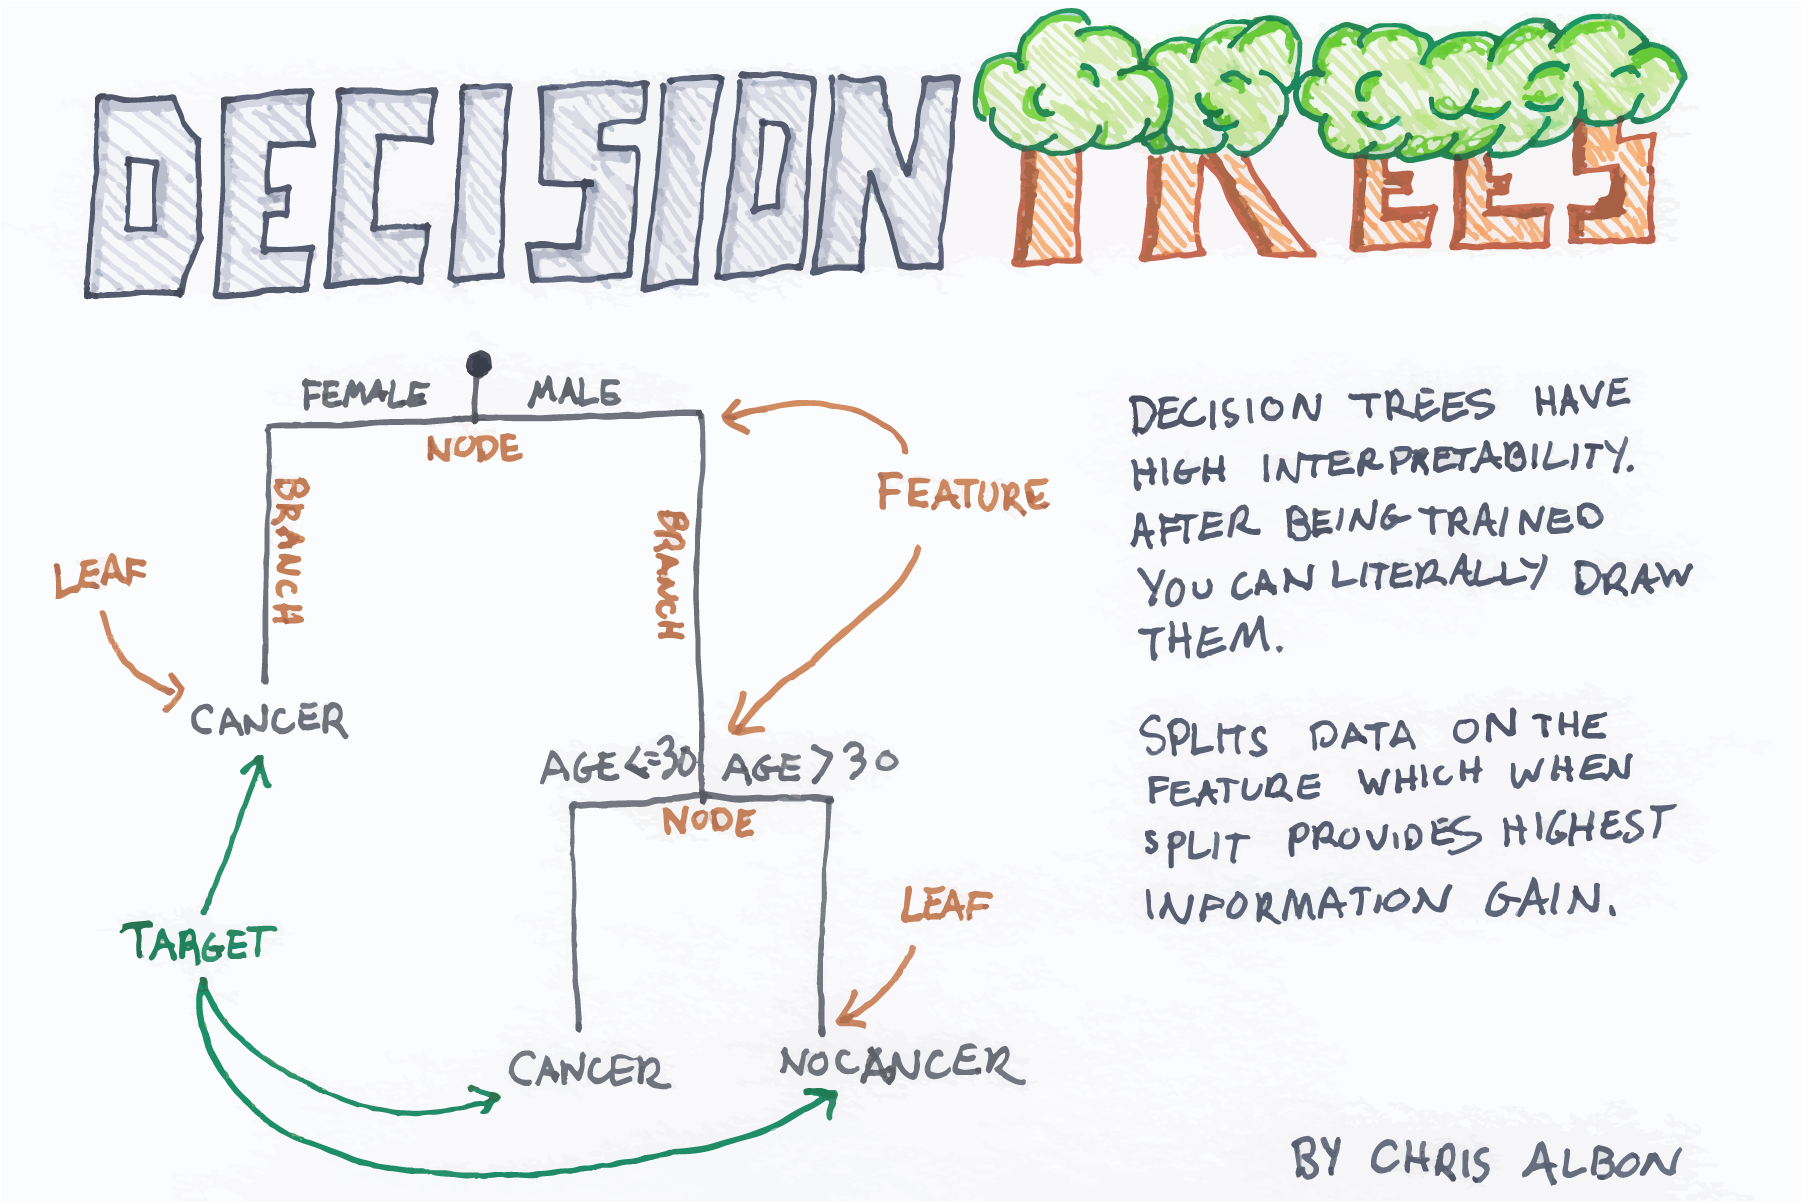 DECISION TREES
FEMALE MALE
NODE
BRANCH
BRANCH
FEATURE
LEAF
CANCER
AGE <=30 AGE > 30
NODE
LEAF
TARGET
CANCER
NO CANCER
DECISION TREES HAVE
HIGH INTERPRETABILITY.
AFTER BEING TRAINED
YOU CAN LITERALLY DRAW
THEM.
SPLITS DATA ON THE
FEATURE WHICH WHEN
SPLIT PROVIDES HIGHEST
INFORMATION GAIN.
BY CHRIS ALBON